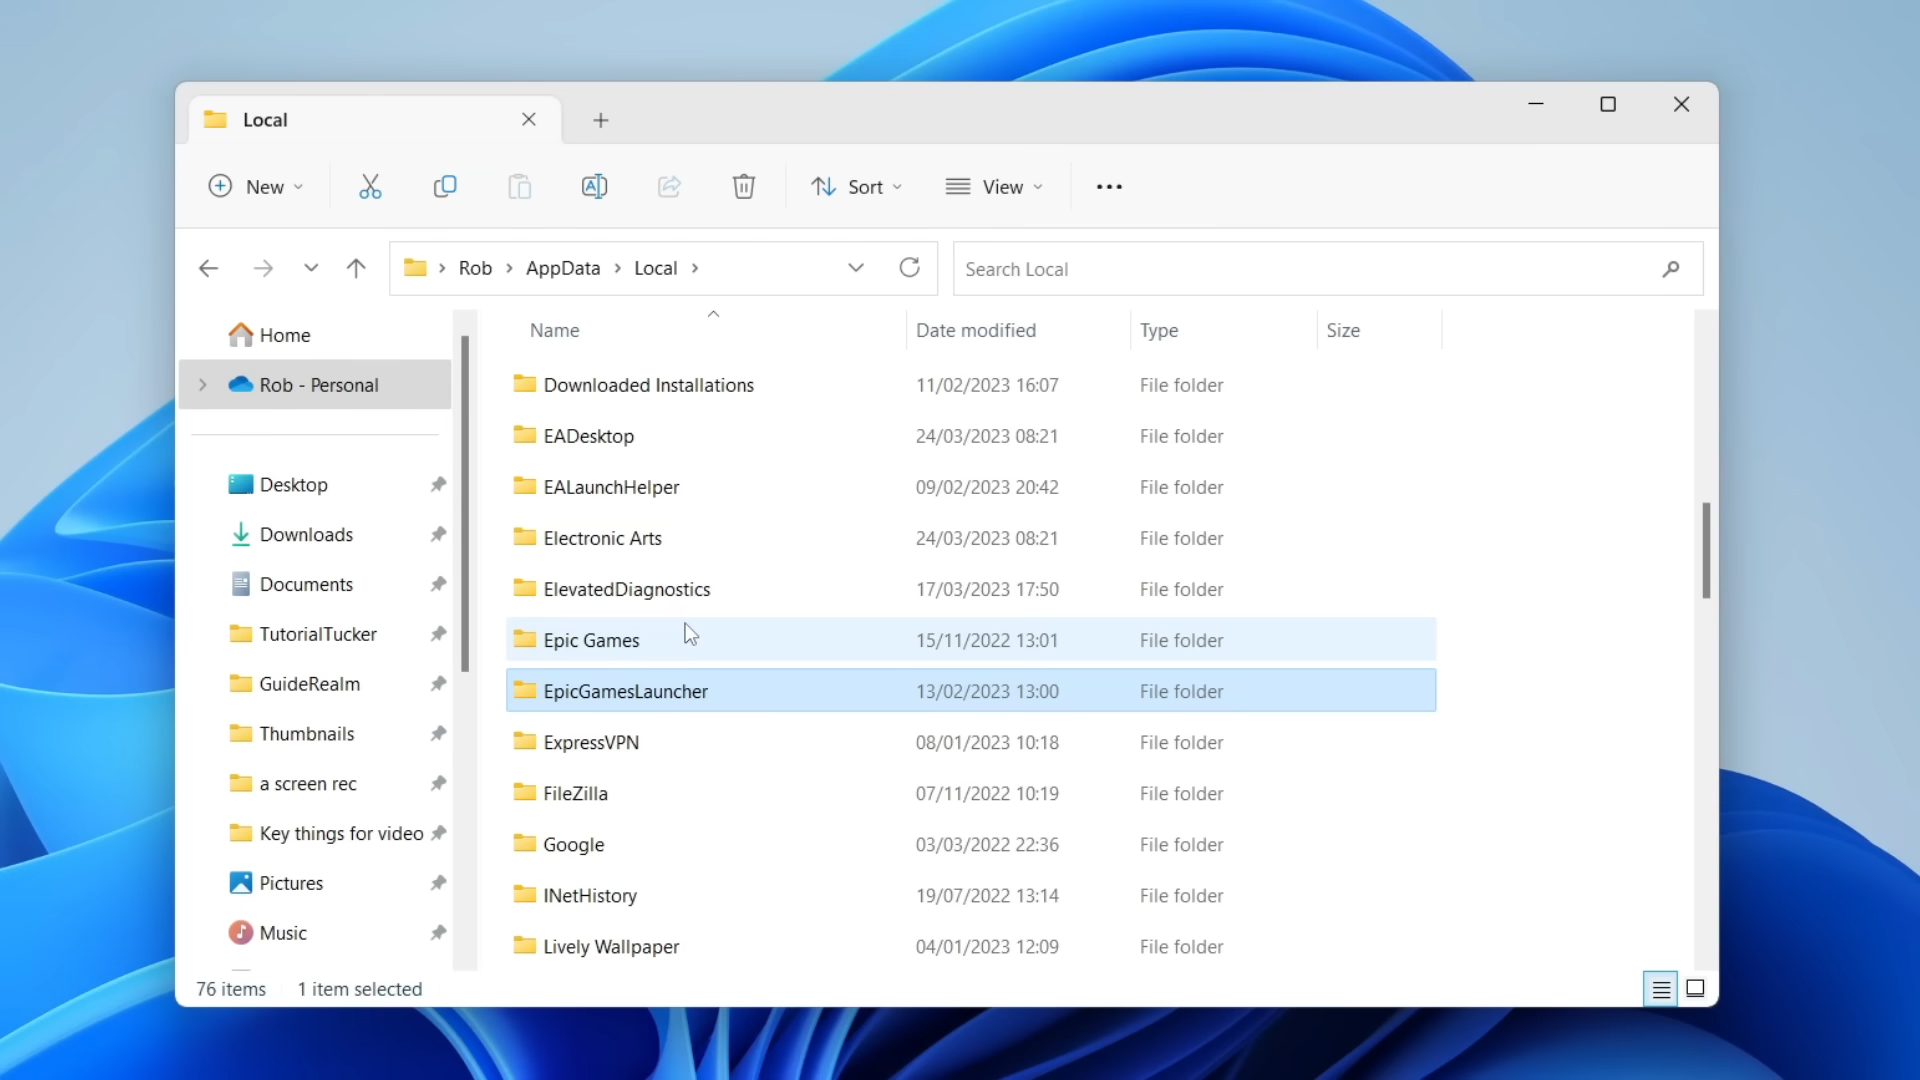 Local
New
Sort
View
Rob
AppData
Local
Search Local
Home
Rob - Personal
Desktop
Downloads
Documents
TutorialTucker
GuideRealm
Thumbnails
a screen rec
Key things for video
Pictures
Music
Name Date modified Type Size
Downloaded Installations 11/02/2023 16:07 File folder
EADesktop 24/03/2023 08:21 File folder
EALaunchHelper 09/02/2023 20:42 File folder
Electronic Arts 24/03/2023 08:21 File folder
ElevatedDiagnostics 17/03/2023 17:50 File folder
Epic Games 15/11/2022 13:01 File folder
EpicGamesLauncher 13/02/2023 13:00 File folder
ExpressVPN 08/01/2023 10:18 File folder
FileZilla 07/11/2022 10:19 File folder
Google 03/03/2022 22:36 File folder
INetHistory 19/07/2022 13:14 File folder
Lively Wallpaper 04/01/2023 12:09 File folder
76 items 1 item selected